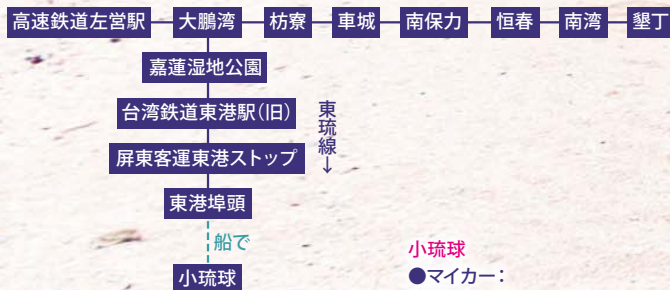 高速鉄道左営駅 大鵬湾 枋寮 車城 南保力 恒春 南湾 墾丁
嘉蓮湿地公園
台湾鉄道東港駅(旧)
屏東客運東港ストップ
東琉線↓
東港埠頭
船で
小琉球
小琉球
●マイカー：